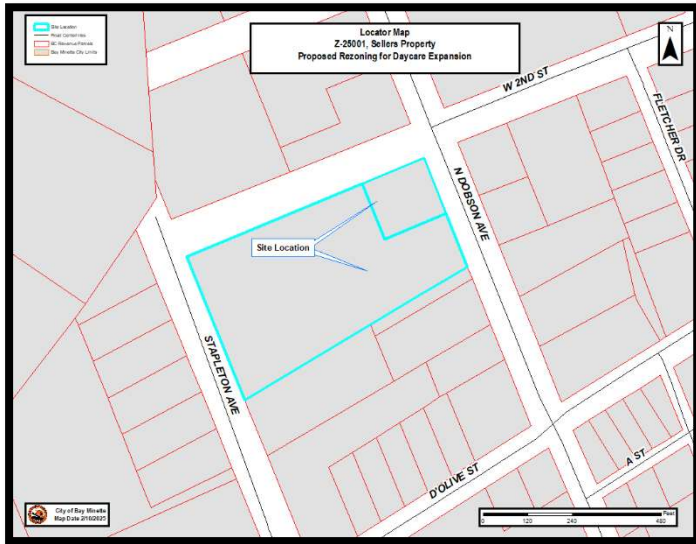 Locator Map
Z-25001, Sellers Property
Proposed Rezoning for Daycare Expansion
Site Location
Road Centerlines
BC Revenue Parcels
Bay Minette City Limits
N
W 2ND ST
FLETCHER DR
N DOBSON AVE
Site Location
STAPLETON AVE
D'OLIVE ST
A ST
City of Bay Minette
Map Date 2/10/2025
Feet
0 120 240 480